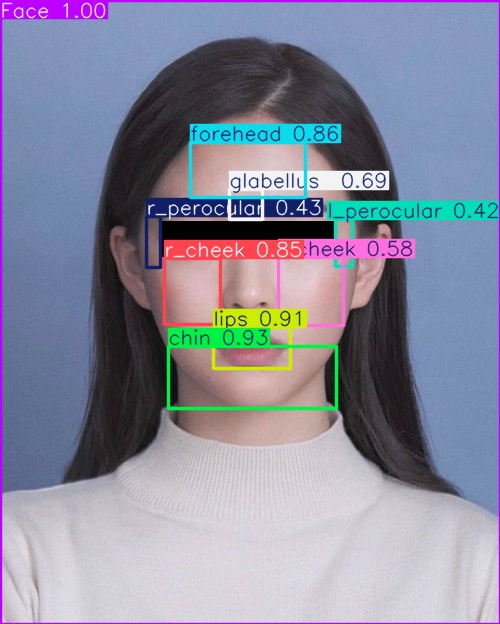 Face 1.00
forehead 0.86
glabellus 0.69
r_perocular 0.43
l_perocular 0.42
r_cheek 0.85
cheek 0.58
lips 0.91
chin 0.93